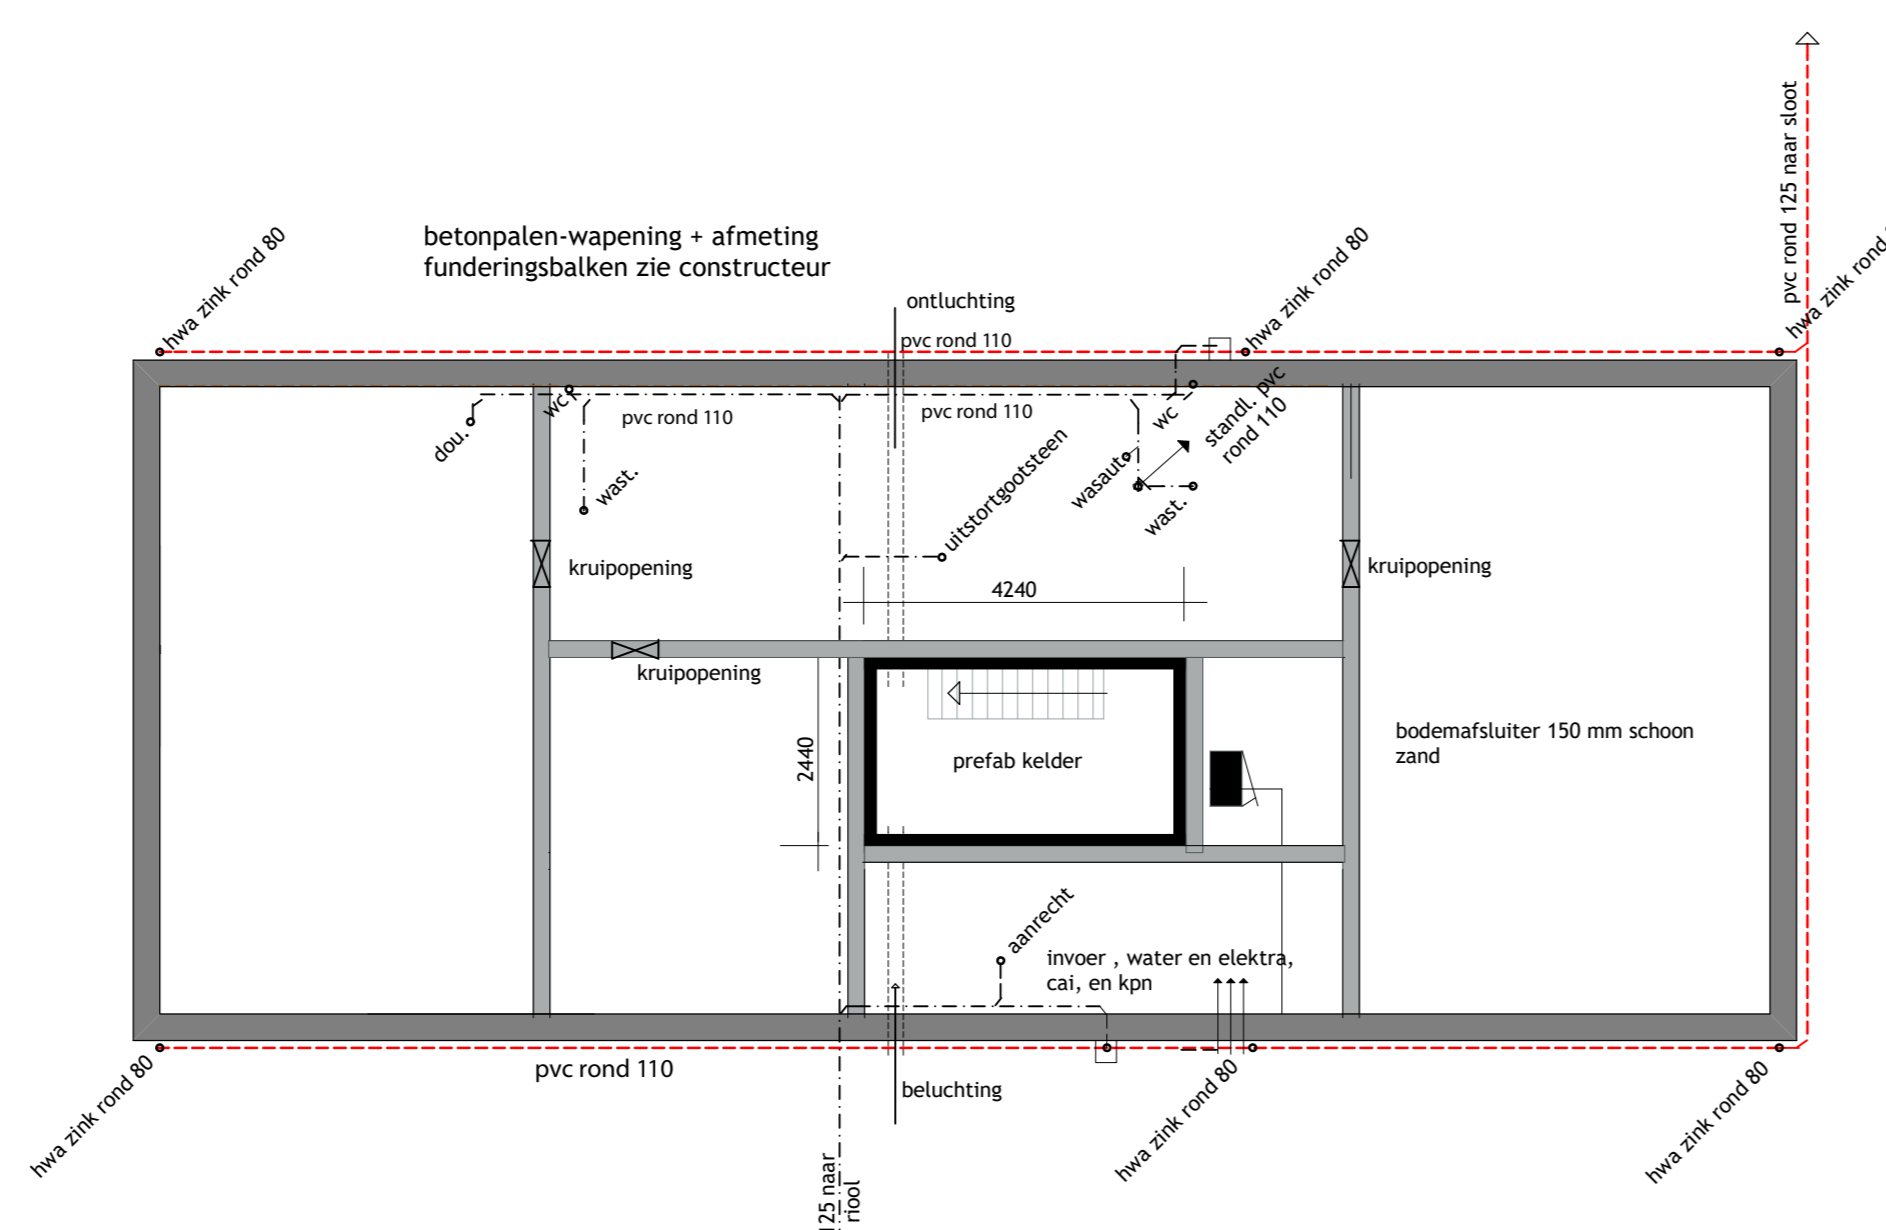 pvc rond 125 naar sloot
hwa zink rond 80
betonpalen-wapening + afmeting
funderingsbalken zie constructeur
hwa zink rond 80
hwa zink rond
ontluchting
pvc rond 110
wc
dou.
pvc rond 110
pvc rond 110
wc
standl. pvc
rond 110
wast.
uitstortgootsteen
wasaut.
wast.
kruipopening
kruipopening
4240
kruipopening
2440
prefab kelder
bodemafsluiter 150 mm schoon
zand
aanrecht
invoer , water en elektra,
cai, en kpn
hwa zink rond 80
pvc rond 110
beluchting
hwa zink rond 80
hwa zink rond 80
125 naar
riool